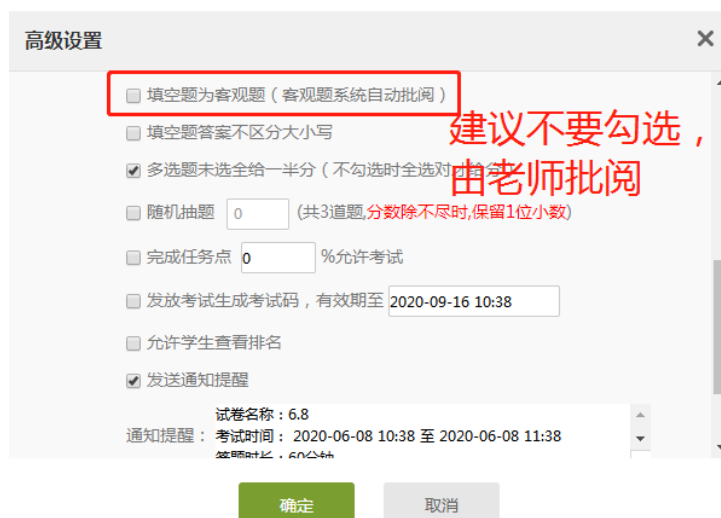 高级设置
填空题为客观题（客观题系统自动批阅）
建议不要勾选，
由老师批阅
填空题答案不区分大小写
多选题未选全给一半分（不勾选时全选对才给分）
随机抽题 0 (共3道题,分数除不尽时,保留1位小数)
完成任务点 0 %允许考试
发放考试生成考试码，有效期至 2020-09-16 10:38
允许学生查看排名
发送通知提醒
试卷名称：6.8
通知提醒： 考试时间： 2020-06-08 10:38 至 2020-06-08 11:38
答题时长：60分钟
确定 取消